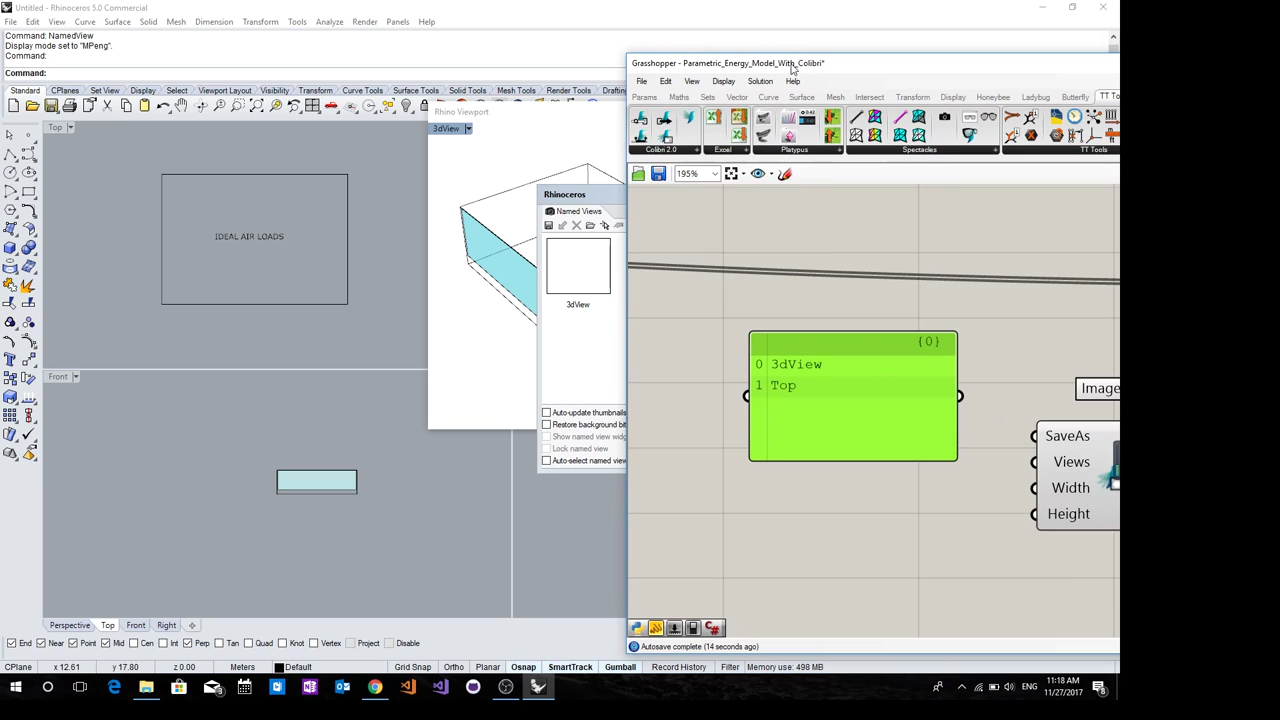 Untitled - Rhinoceros 5.0 Commercial
File Edit View Curve Surface Solid Mesh Dimension Transform Tools Analyze Render Panels Help
NamedView
Display mode set to "MPeng".
Command:
Command:
Standard CPlanes Set View Display Select Viewport Layout Visibility Transform Curve Tools Surface Tools Solid Tools Mesh Tools Render Tools Draftin
Top
IDEAL AIR LOADS
Front
Rhino Viewport
3dView
Rhinoceros
Named Views
3dView
Auto-update thumbnails
Restore background bit
Show named view widg
Lock named view
Auto-select named view
Grasshopper - Parametric_Energy_Model_With_Colibri*
File Edit View Display Solution Help
Params Maths Sets Vector Curve Surface Mesh Intersect Transform Display Honeybee Ladybug Butterfly TT Too
Colibri 2.0 Excel Platypus Spectacles TT Tools
195%
{0}
0 3dView
1 Top
Image
SaveAs
Views
Width
Height
Autosave complete (14 seconds ago)
Perspective Top Front Right
End Near Point Mid Cen Int Perp Tan Quad Knot Vertex Project Disable
CPlane x 12.61 y 17.80 z 0.00 Meters Default Grid Snap Ortho Planar Osnap SmartTrack Gumball Record History Filter Memory use: 498 MB
ENG
11:18 AM
11/27/2017